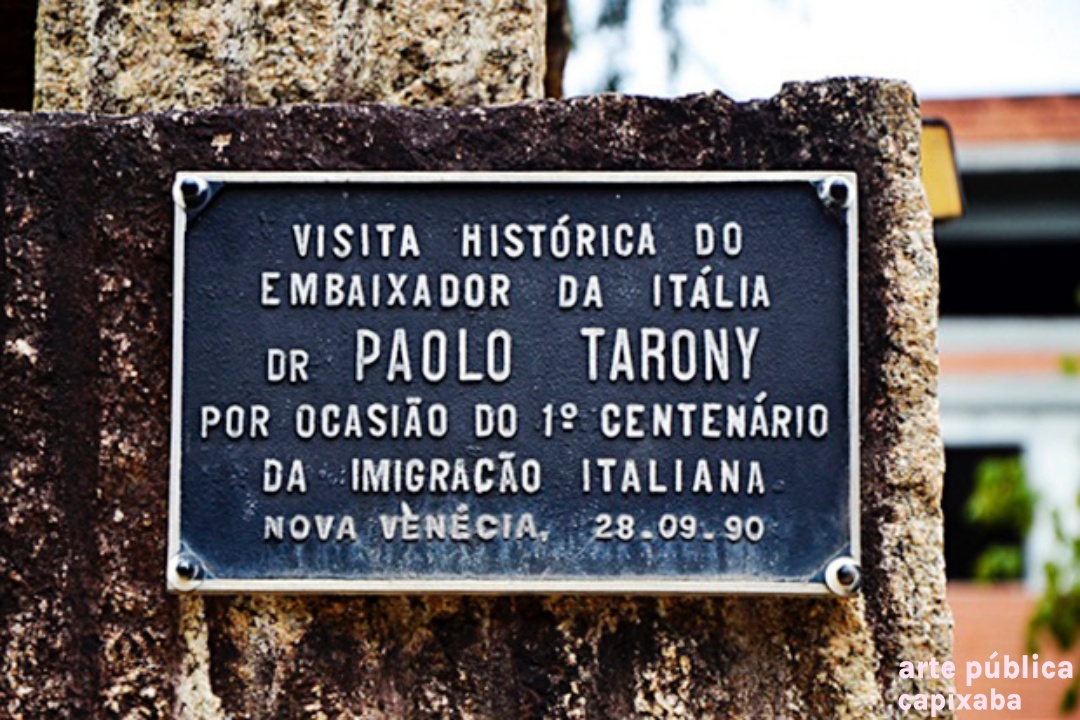 VISITA HISTÓRICA DO
EMBAIXADOR DA ITÁLIA
DR PAOLO TARONY
POR OCASIÃO DO 1º CENTENÁRIO
DA IMIGRAÇÃO ITALIANA
NOVA VENÉCIA, 28.09.90
arte pública
capixaba